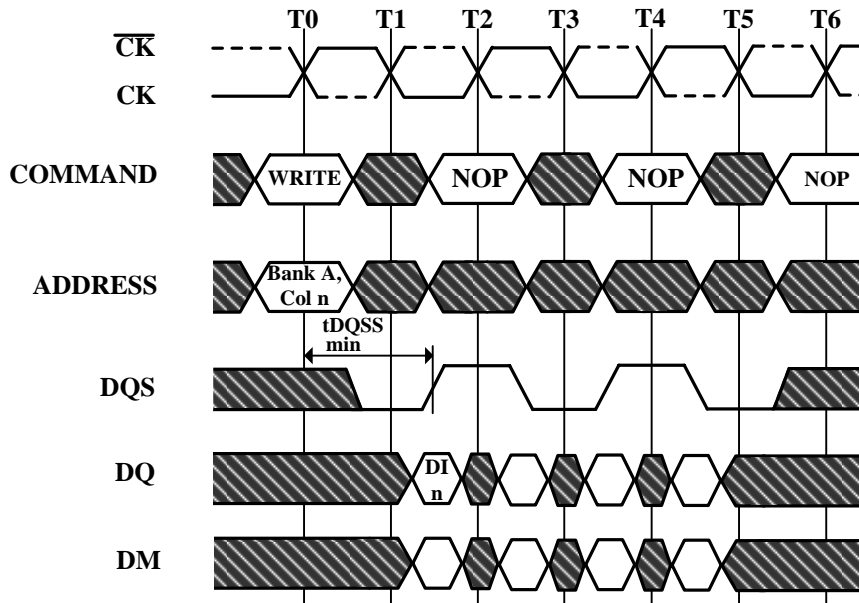 T0 T1 T2 T3 T4 T5 T6
CK
CK
COMMAND
WRITE
NOP
NOP
NOP
ADDRESS
Bank A,
Col n
tDQSS
min
DQS
DQ
DI
n
DM